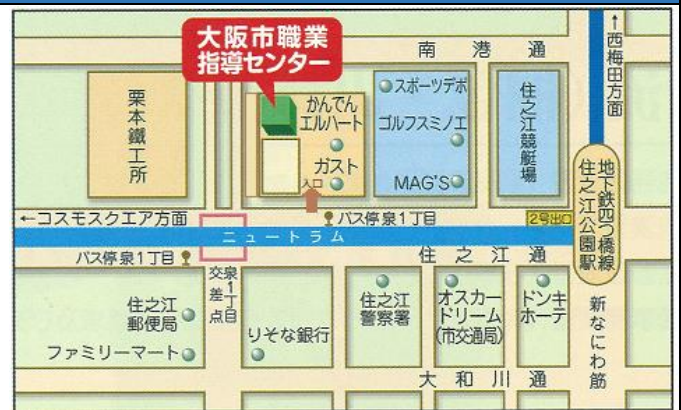 大阪市職業
指導センター
南港通
↑西梅田方面
栗本鐵工所
かんでん
エルハート
ガスト
入口
スポーツデポ
ゴルフスミノエ
MAG'S
住之江競艇場
地下鉄四つ橋線
住之江公園駅
←コスモスクエア方面
バス停泉1丁目
2号出口
ニュートラム
バス停泉1丁目
住之江通
泉1丁目
交差点
住之江
郵便局
ファミリーマート
りそな銀行
住之江
警察署
オスカー
ドリーム
(市交通局)
ドンキ
ホーテ
新なにわ筋
大和川通